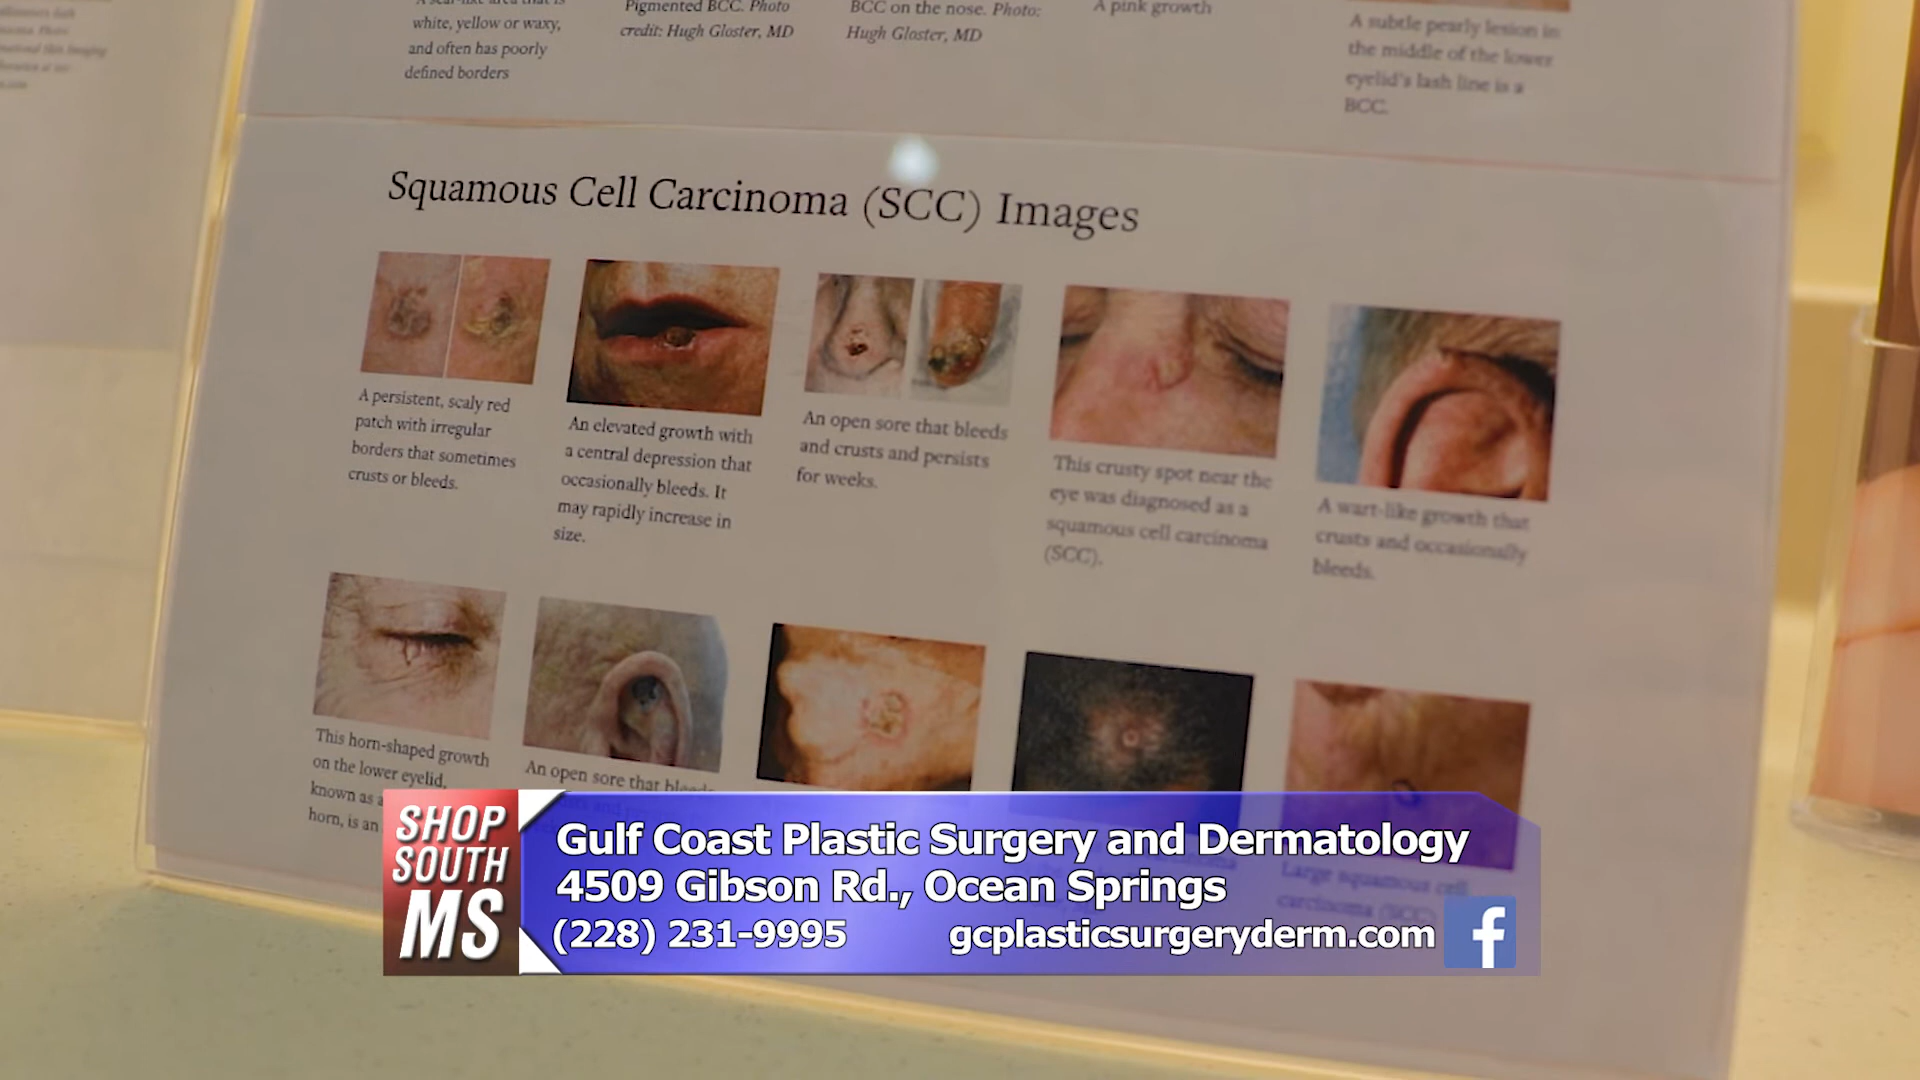 white, yellow or waxy,
and often has poorly
defined borders
Pigmented BCC. Photo
credit: Hugh Gloster, MD
BCC on the nose. Photo:
Hugh Gloster, MD
A pink growth
A subtle pearly lesion in
the middle of the lower
eyelid's lash line is a
BCC.
Squamous Cell Carcinoma (SCC) Images
A persistent, scaly red
patch with irregular
borders that sometimes
crusts or bleeds.
An elevated growth with
a central depression that
occasionally bleeds. It
may rapidly increase in
size.
An open sore that bleeds
and crusts and persists
for weeks.
This crusty spot near the
eye was diagnosed as a
squamous cell carcinoma
(SCC).
A wart-like growth that
crusts and occasionally
bleeds.
This horn-shaped growth
on the lower eyelid,
known as a
horn, is an
An open sore that bleeds
Large squamous cell
carcinoma (SCC)
SHOP
SOUTH
MS
Gulf Coast Plastic Surgery and Dermatology
4509 Gibson Rd., Ocean Springs
(228) 231-9995 gcplasticsurgeryderm.com
f